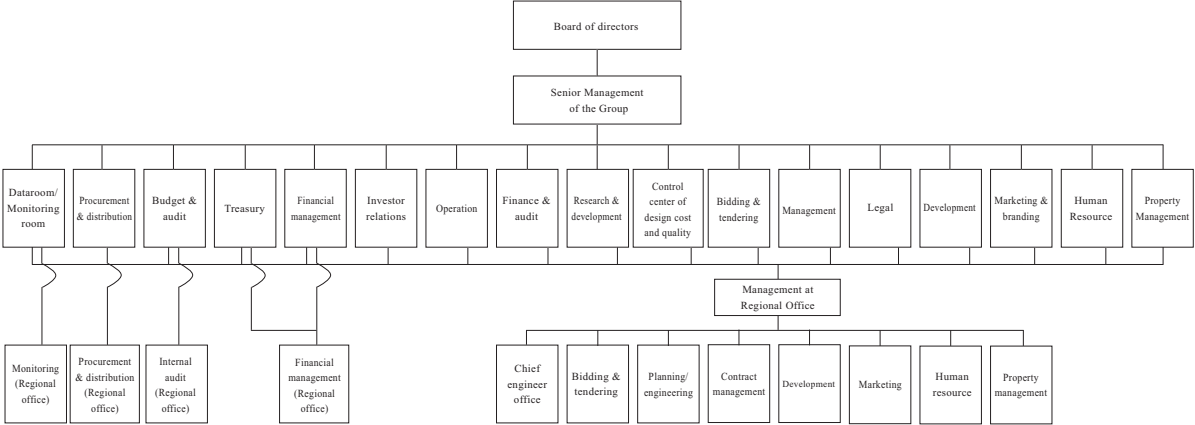 Board of directors
Senior Management
of the Group
Dataroom/
Monitoring
room
Procurement
& distribution
Budget &
audit
Treasury
Financial
management
Investor
relations
Operation
Finance &
audit
Research &
development
Control
center of
design cost
and quality
Bidding &
tendering
Management
Legal
Development
Marketing &
branding
Human
Resource
Property
Management
Management at
Regional Office
Monitoring
(Regional
office)
Procurement
& distribution
(Regional
office)
Internal
audit
(Regional
office)
Financial
management
(Regional
office)
Chief
engineer
office
Bidding &
tendering
Planning/
engineering
Contract
management
Development
Marketing
Human
resource
Property
management